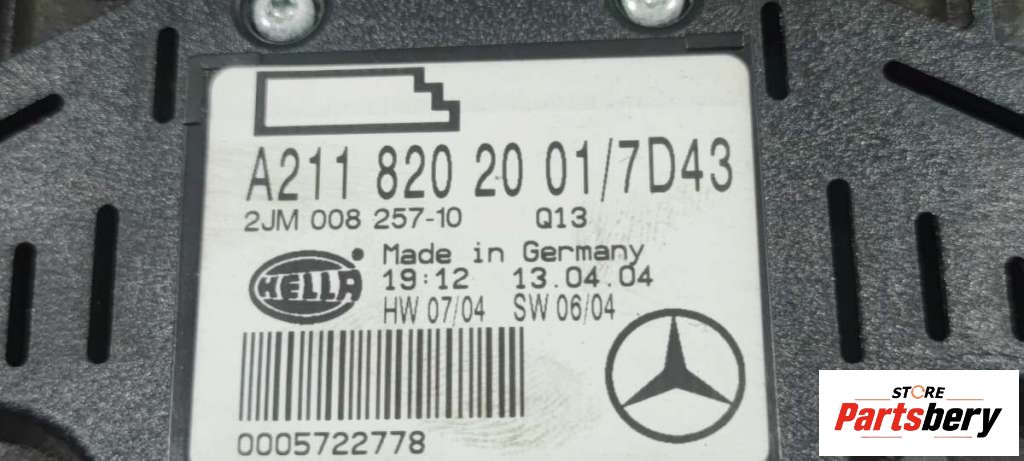 A211 820 20 01/7D43
2JM 008 257-10 Q13
HELLA
Made in Germany
19:12 13.04.04
HW 07/04 SW 06/04
0005722778
STORE
Partsbery